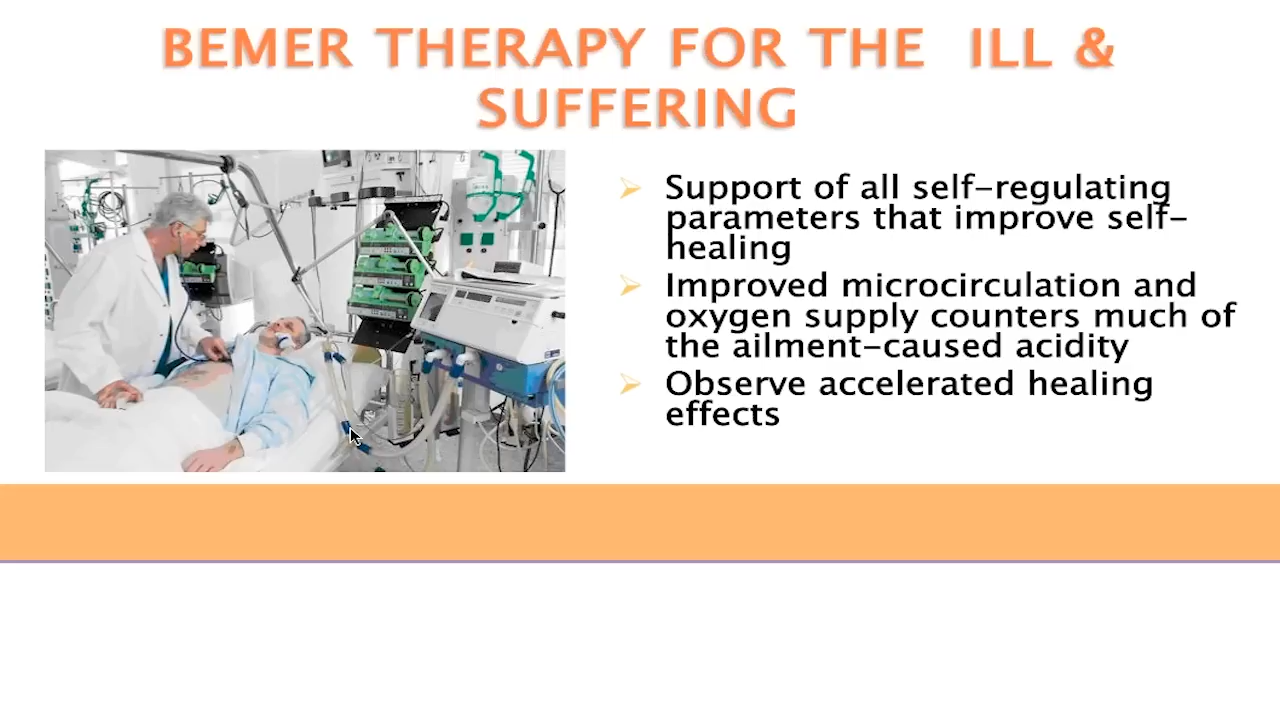 BEMER THERAPY FOR THE ILL &
SUFFERING
Support of all self-regulating
parameters that improve self-
healing
Improved microcirculation and
oxygen supply counters much of
the ailment-caused acidity
Observe accelerated healing
effects